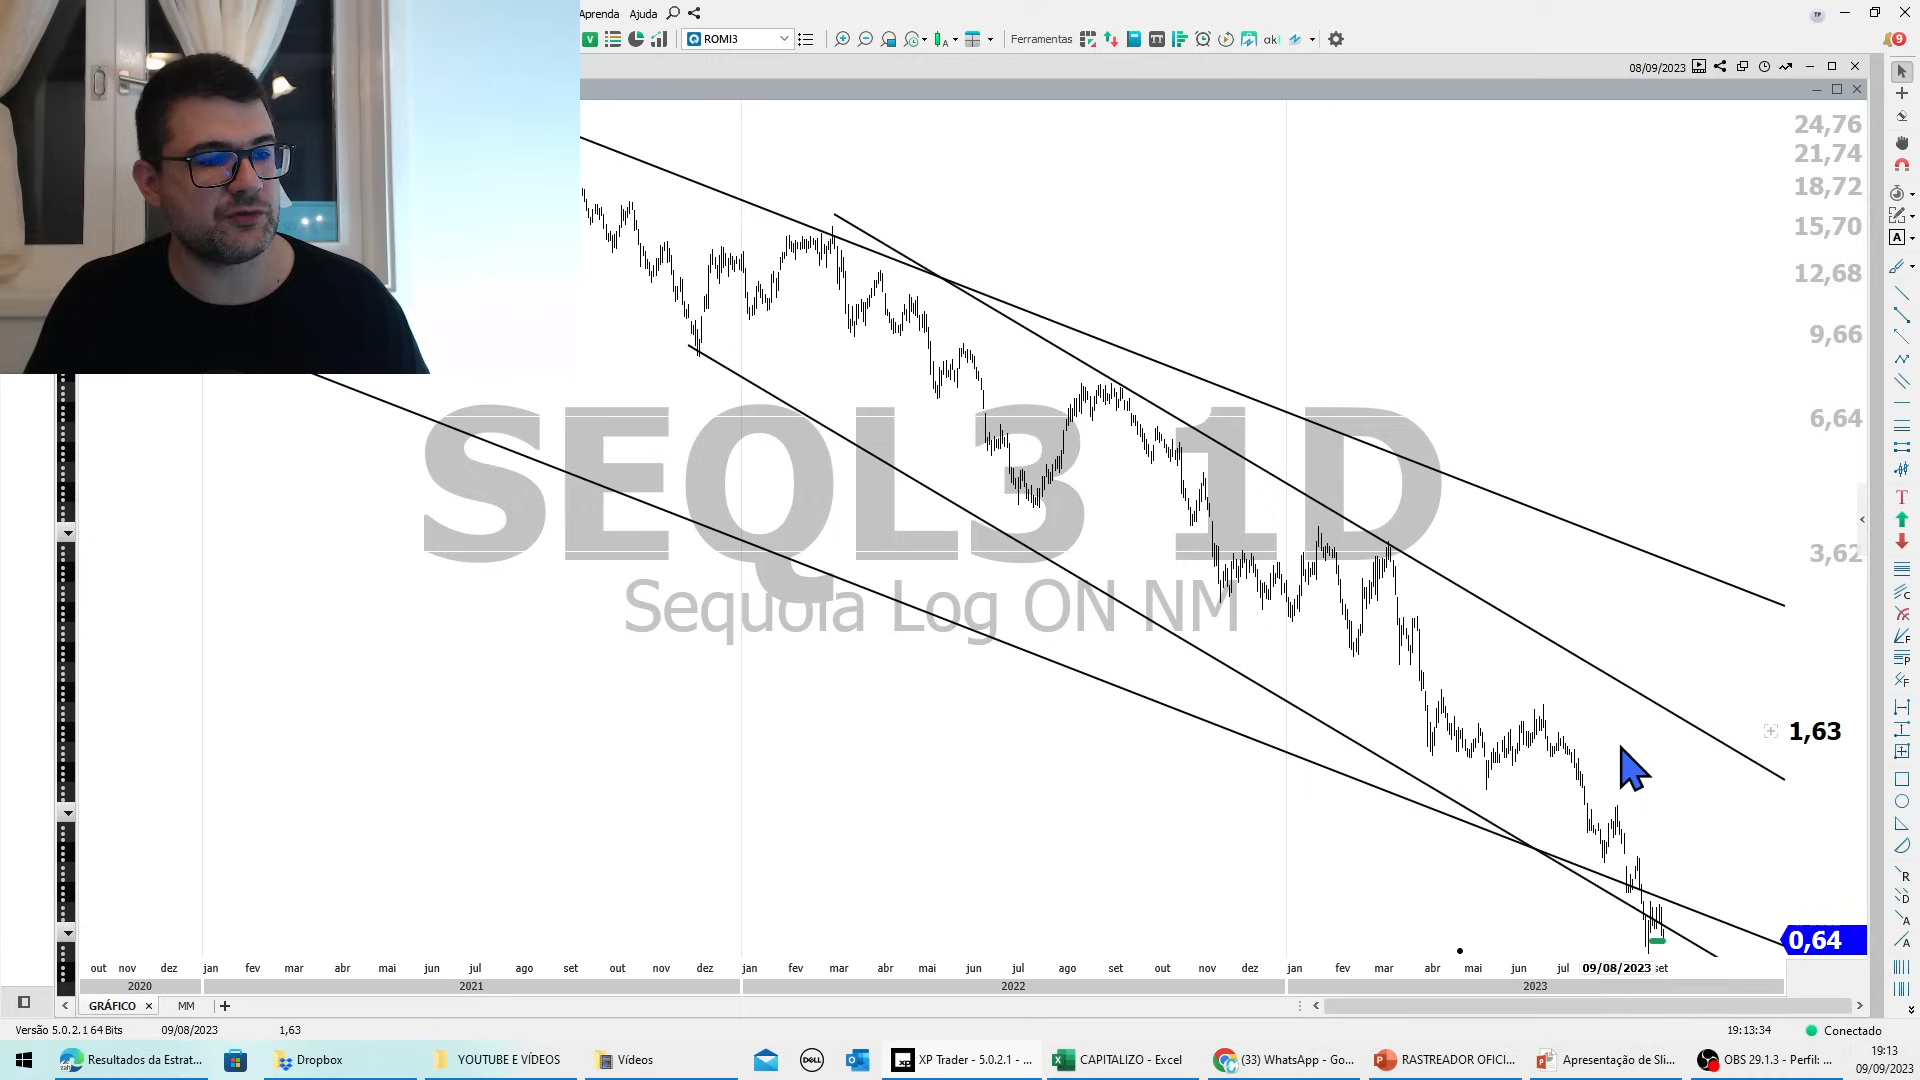 Aprenda Ajuda
TP
ROMI3
Ferramentas
9
08/09/2023
24,76
21,74
18,72
15,70
12,68
9,66
6,64
3,62
SEQL3 1D
Sequoia Log ON NM
1,63
0,64
out nov dez jan fev mar abr mai jun jul ago set out nov dez jan fev mar abr mai jun jul ago set out nov dez jan fev mar abr mai jun jul 09/08/2023 set
2020 2021 2022 2023
GRÁFICO MM
Versão 5.0.2.1 64 Bits 09/08/2023 1,63 19:13:34 Conectado
Resultados da Estrat... Dropbox YOUTUBE E VÍDEOS Vídeos XP Trader - 5.0.2.1 - ... CAPITALIZO - Excel (33) WhatsApp - Go... RASTREADOR OFICI... Apresentação de Sli... OBS 29.1.3 - Perfil: ... 19:13
09/09/2023